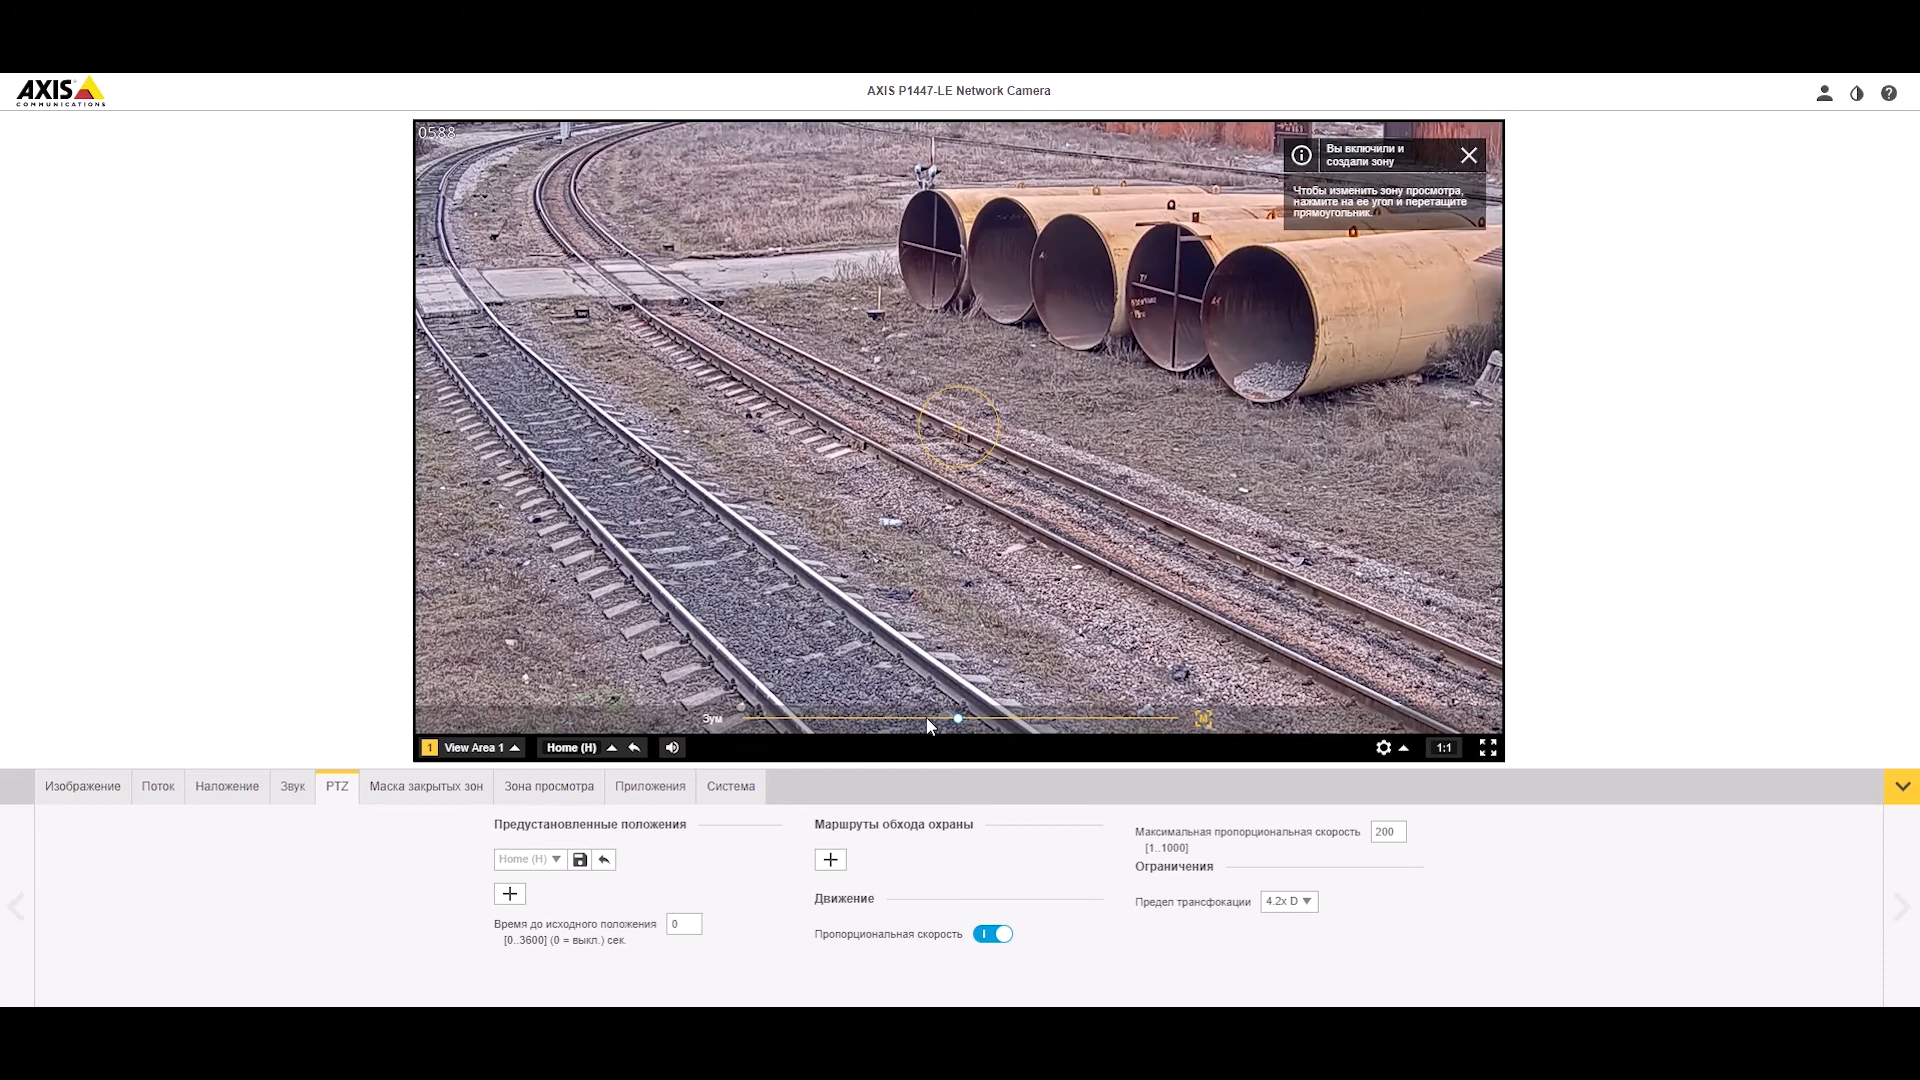 AXIS
COMMUNICATIONS
AXIS P1447-LE Network Camera
0588
Вы включили и
создали зону
Чтобы изменить зону просмотра,
нажмите на ее угол и перетащите
прямоугольник.
Зум
1 View Area 1
Home (H)
1:1
Изображение Поток Наложение Звук PTZ Маска закрытых зон Зона просмотра Приложения Система
Предустановленные положения
Home (H)
Время до исходного положения 0
[0..3600] (0 = выкл.) сек.
Маршруты обхода охраны
Движение
Пропорциональная скорость
Максимальная пропорциональная скорость 200
[1..1000]
Ограничения
Предел трансфокации 4.2x D